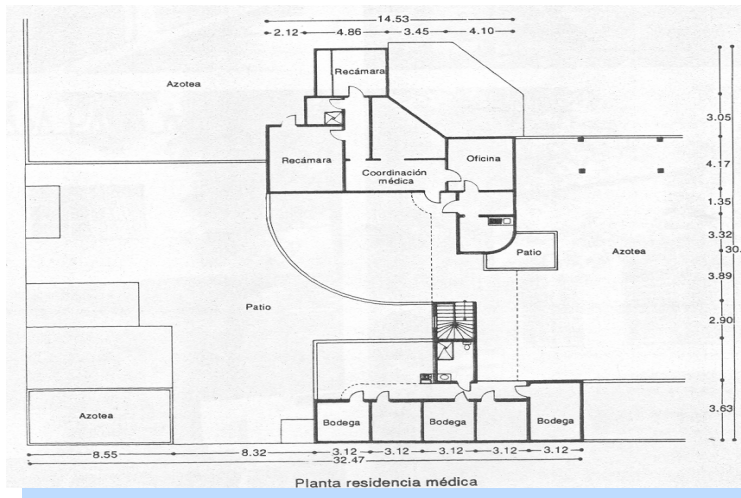 14.53
2.12 4.86 3.45 4.10
Recámara
Azotea
3.05
Recámara
Oficina
4.17
Coordinación
médica
1.35
3.32
Patio
Azotea
30.
3.89
Patio
2.90
Azotea
3.63
Bodega
Bodega
Bodega
8.55 8.32 3.12 3.12 3.12 3.12 3.12
32.47
Planta residencia médica